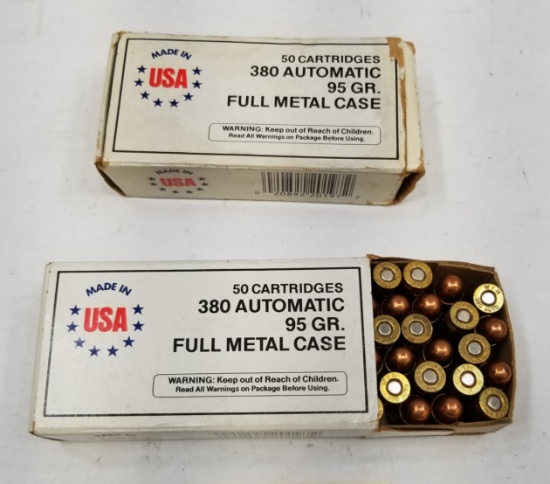 MADE IN
USA
50 CARTRIDGES
380 AUTOMATIC
95 GR.
FULL METAL CASE
WARNING: Keep out of Reach of Children.
Read All Warnings on Package Before Using.
MADE IN
USA
MADE IN
USA
50 CARTRIDGES
380 AUTOMATIC
95 GR.
FULL METAL CASE
WARNING: Keep out of Reach of Children.
Read All Warnings on Package Before Using.